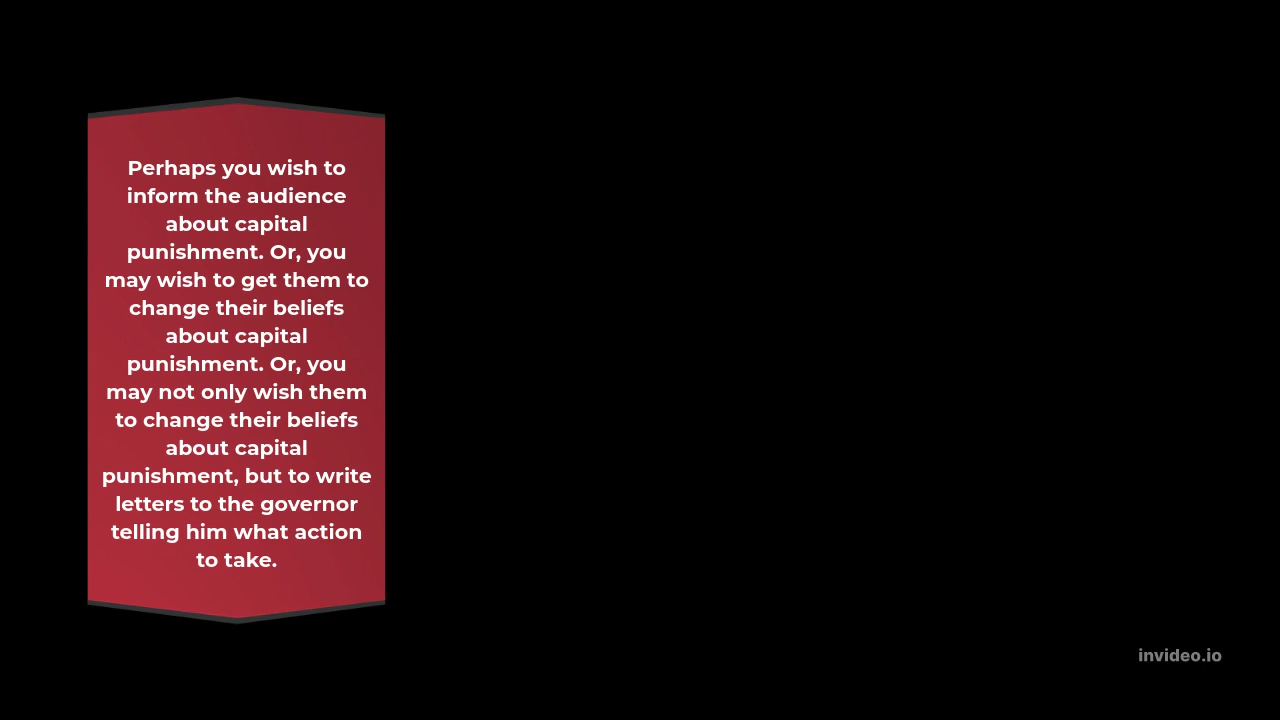 Perhaps you wish to
inform the audience
about capital
punishment. Or, you
may wish to get them to
change their beliefs
about capital
punishment. Or, you
may not only wish them
to change their beliefs
about capital
punishment, but to write
letters to the governor
telling him what action
to take.
invideo.io